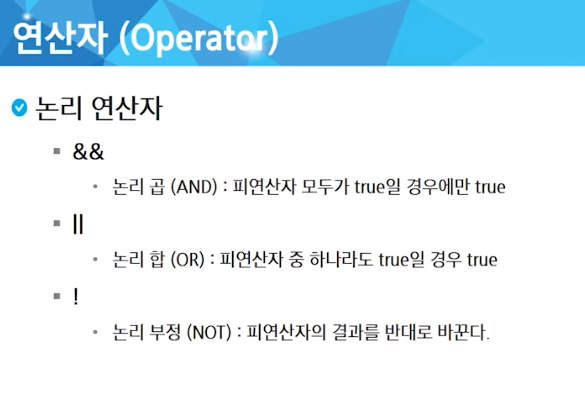 연산자 (Operator)
논리 연산자
&&
논리 곱 (AND) : 피연산자 모두가 true일 경우에만 true
||
논리 합 (OR) : 피연산자 중 하나라도 true일 경우 true
!
논리 부정 (NOT) : 피연산자의 결과를 반대로 바꾼다.